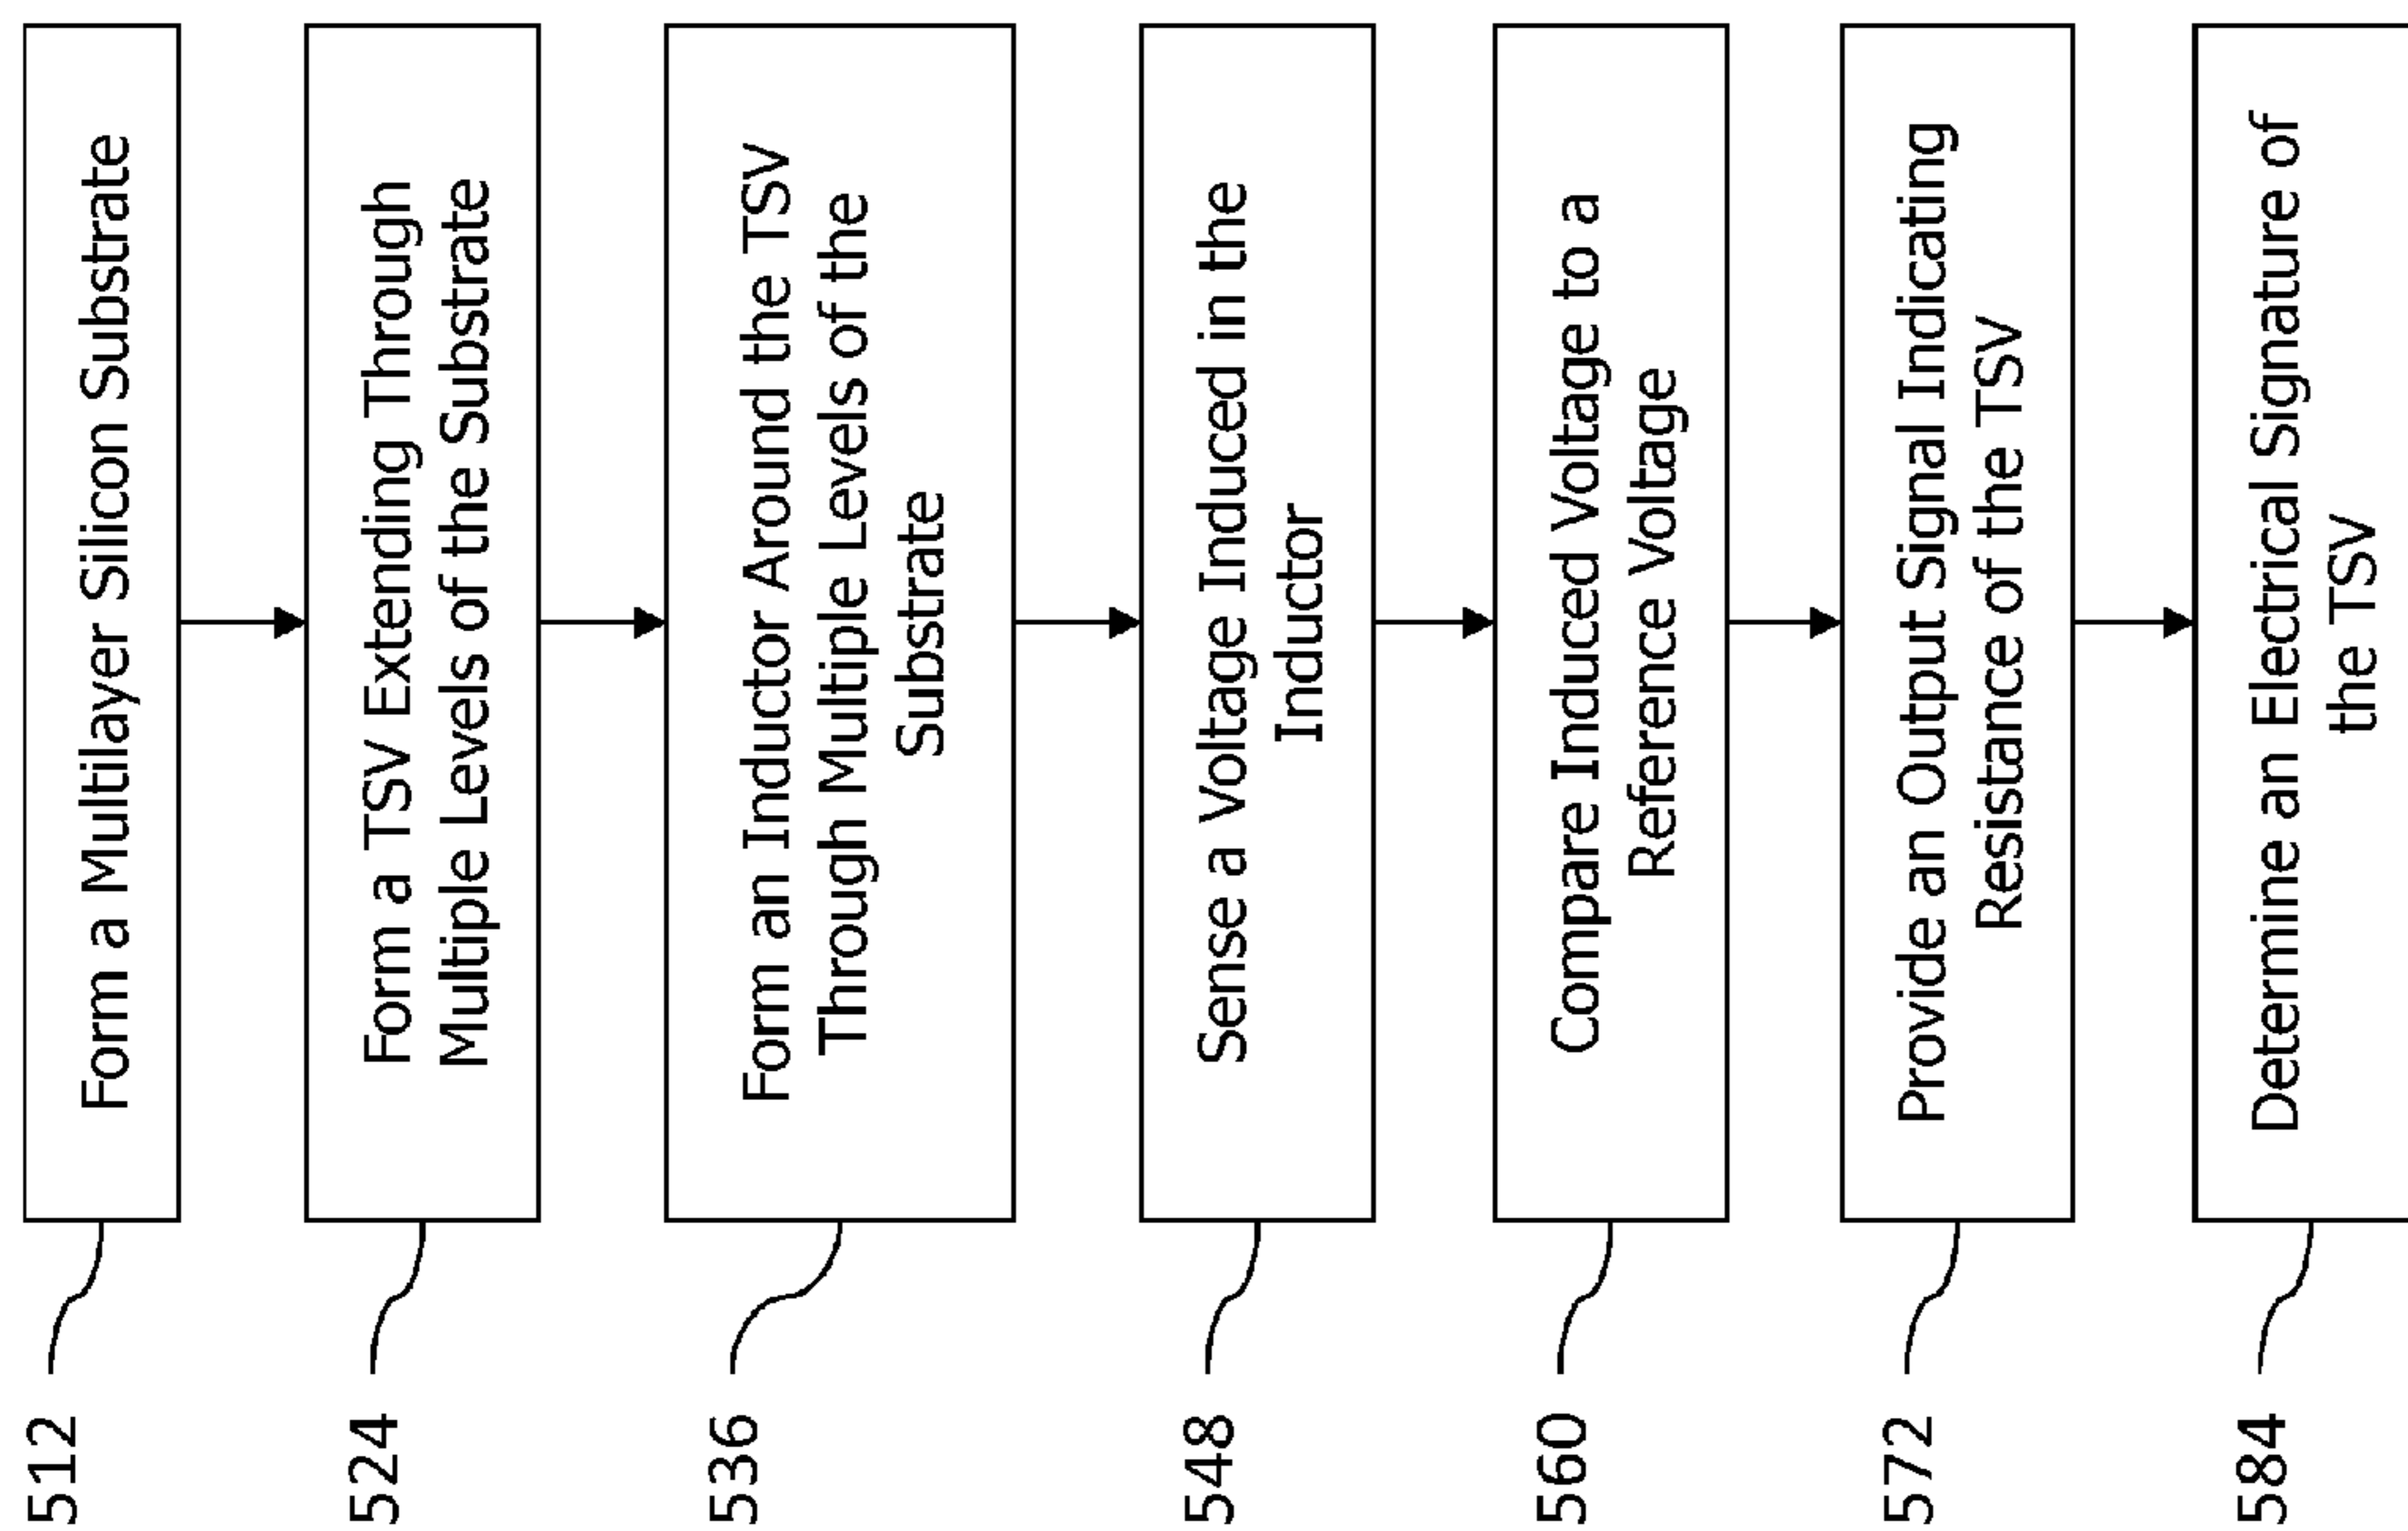 512
Form a Multilayer Silicon Substrate
524
Form a TSV Extending Through
Multiple Levels of the Substrate
536
Form an Inductor Around the TSV
Through Multiple Levels of the
Substrate
548
Sense a Voltage Induced in the
Inductor
560
Compare Induced Voltage to a
Reference Voltage
572
Provide an Output Signal Indicating
Resistance of the TSV
584
Determine an Electrical Signature of
the TSV